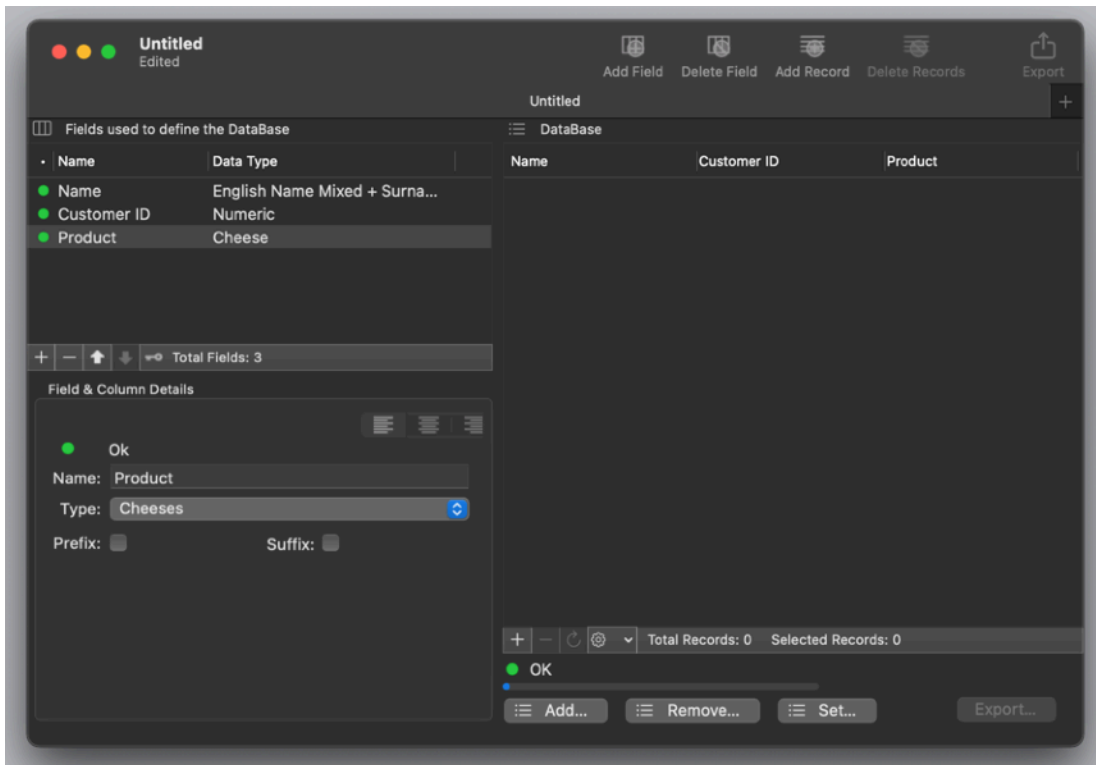 Untitled
Edited
Add Field Delete Field Add Record Delete Records Export
Untitled
Fields used to define the DataBase
Name Data Type
Name English Name Mixed + Surna...
Customer ID Numeric
Product Cheese
Total Fields: 3
Field & Column Details
Ok
Name: Product
Type: Cheeses
Prefix: Suffix:
DataBase
Name Customer ID Product
Total Records: 0 Selected Records: 0
OK
Add... Remove... Set... Export...